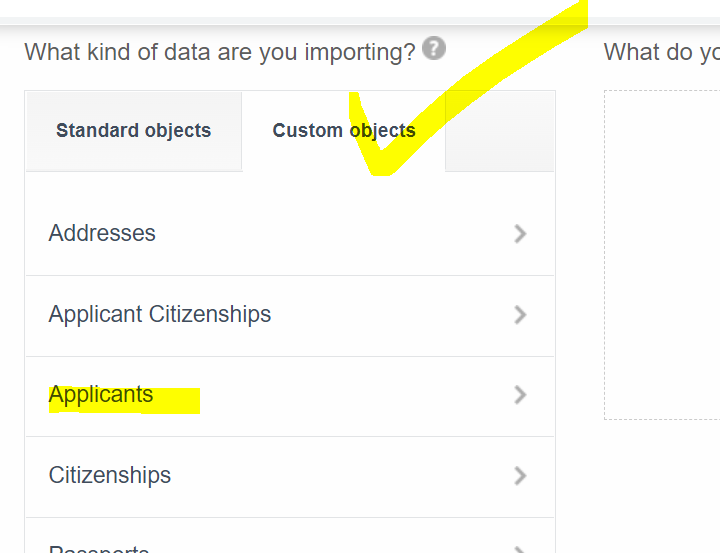 What kind of data are you importing? ?
What do yo
Standard objects
Custom objects
Addresses
Applicant Citizenships
Applicants
Citizenships
Passports